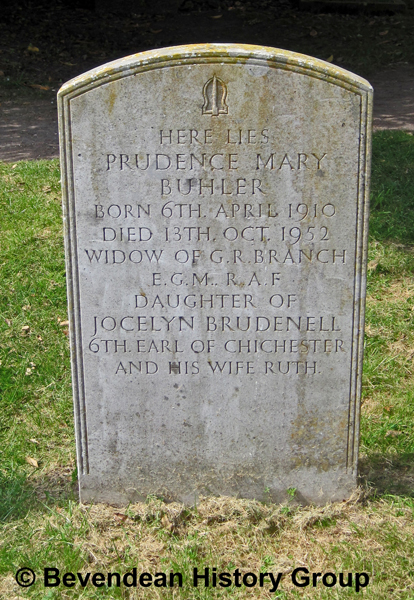 HERE LIES
PRUDENCE MARY
BUHLER
BORN 6TH. APRIL 1910
DIED 13TH. OCT. 1952
WIDOW OF G.R. BRANCH
E.G.M. R.A.F
DAUGHTER OF
JOCELYN BRUDENELL
6TH. EARL OF CHICHESTER
AND HIS WIFE RUTH.
© Bevendean History Group